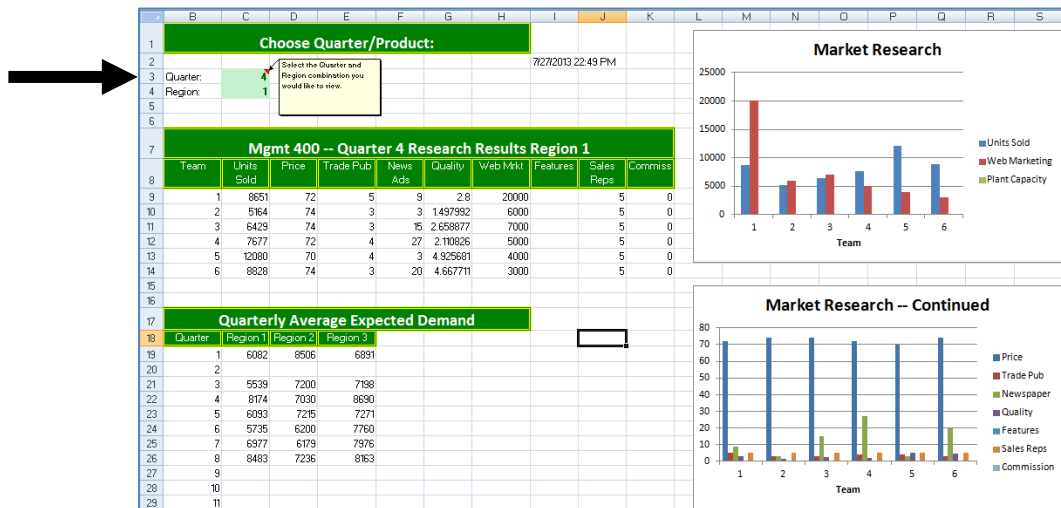 B C D E F G H I J K L M N O P Q R S
1 Choose Quarter/Product:
2 7/27/2013 22:49 PM
3 Quarter: 4
4 Region: 1
Select the Quarter and
Region combination you
would like to view.
5
6
7 Mgmt 400 -- Quarter 4 Research Results Region 1
8 Team Units Sold Price Trade Pub News Ads Quality Web Mrkt Features Sales Reps Commiss
9 1 8651 72 5 9 2.8 20000 5 0
10 2 5164 74 3 3 1.497992 6000 5 0
11 3 6429 74 3 15 2.658877 7000 5 0
12 4 7677 72 4 27 2.110826 5000 5 0
13 5 12080 70 4 3 4.925681 4000 5 0
14 6 8828 74 3 20 4.667711 3000 5 0
15
16
17 Quarterly Average Expected Demand
18 Quarter Region 1 Region 2 Region 3
19 1 6082 8506 6891
20 2
21 3 5539 7200 7198
22 4 8174 7030 8690
23 5 6093 7215 7271
24 6 5735 6200 7760
25 7 6977 6179 7976
26 8 8483 7236 8163
27 9
28 10
29 11
Market Research
25000
20000
15000
10000
5000
0
1 2 3 4 5 6
Team
Units Sold
Web Marketing
Plant Capacity
Market Research -- Continued
80
70
60
50
40
30
20
10
0
1 2 3 4 5 6
Team
Price
Trade Pub
Newspaper
Quality
Features
Sales Reps
Commission